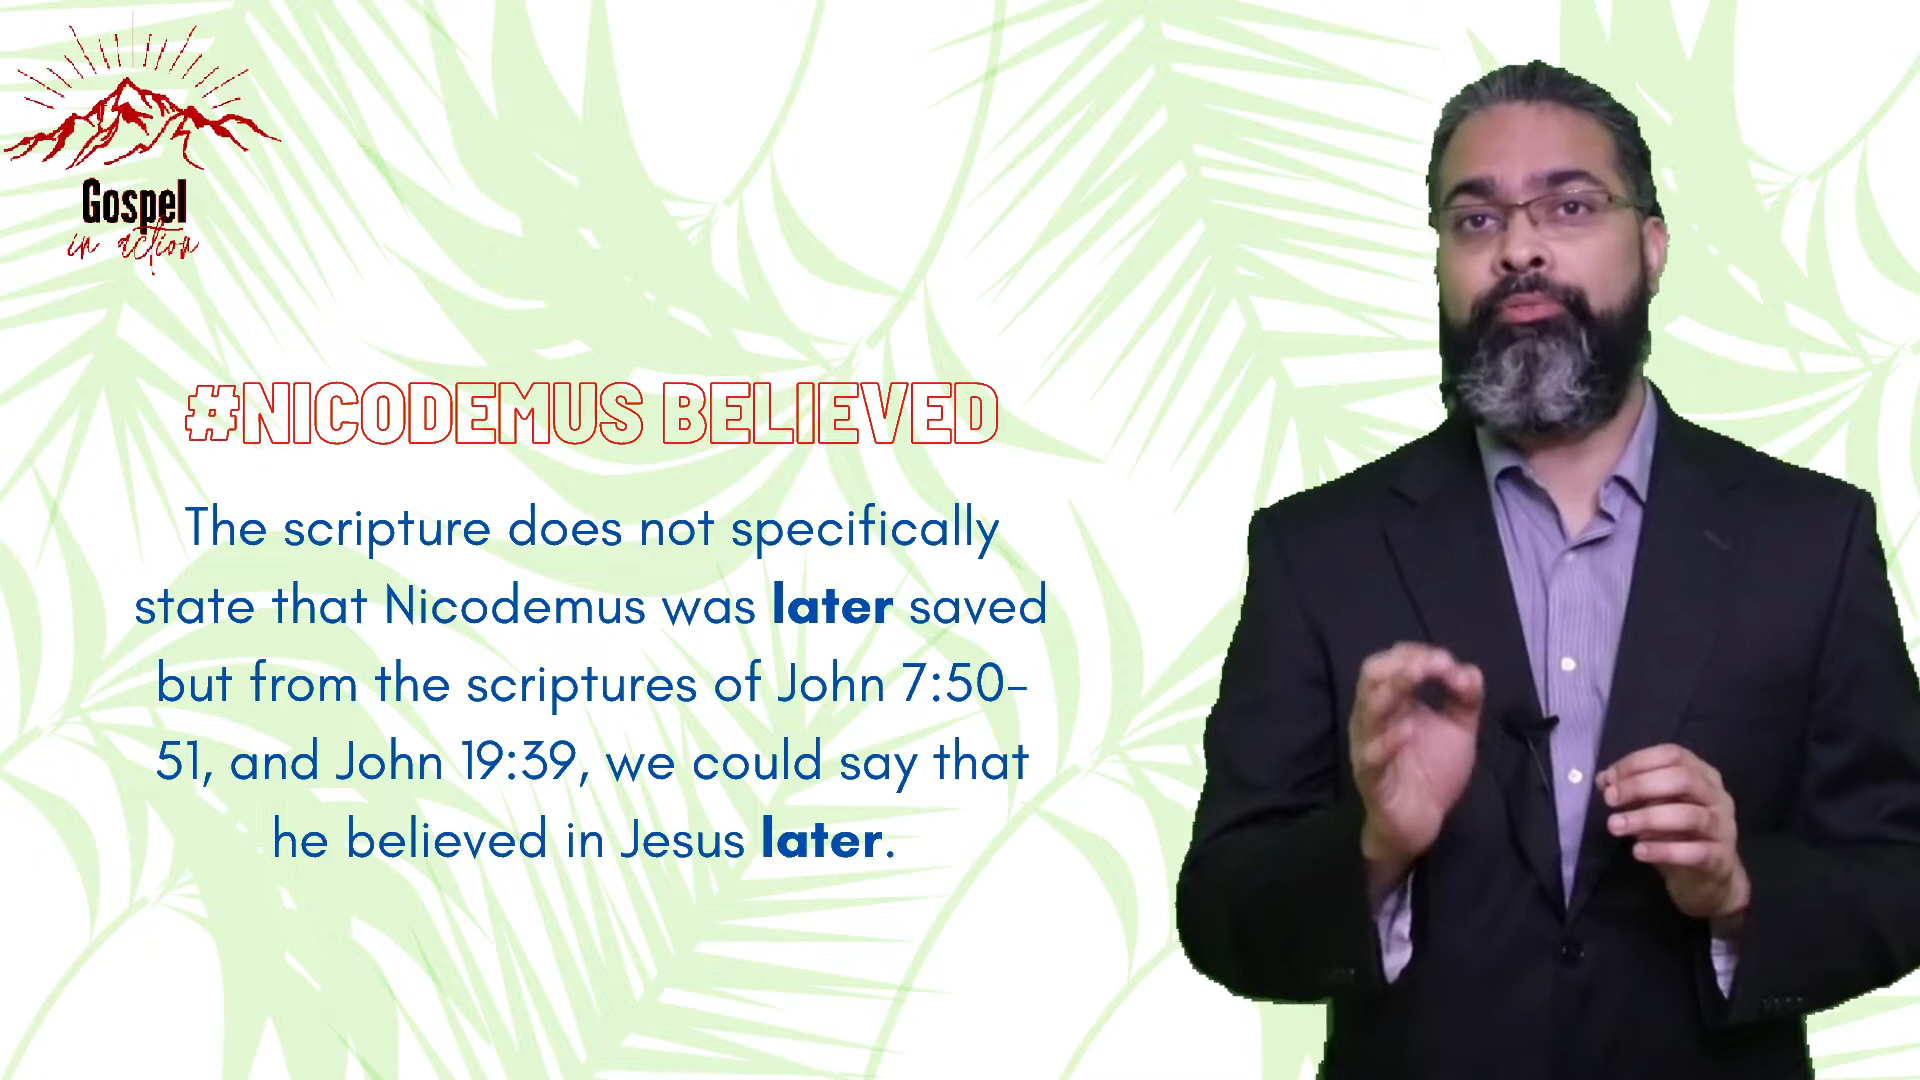 Gospel
in action
#NICODEMUS BELIEVED
The scripture does not specifically
state that Nicodemus was later saved
but from the scriptures of John 7:50-
51, and John 19:39, we could say that
he believed in Jesus later.